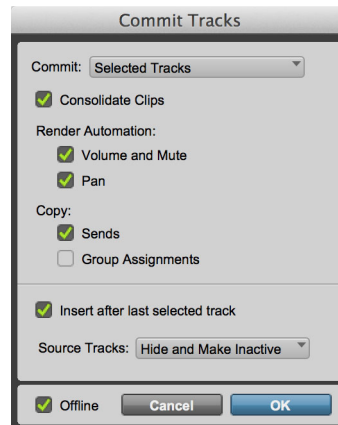 Commit Tracks
Commit: Selected Tracks
Consolidate Clips
Render Automation:
Volume and Mute
Pan
Copy:
Sends
Group Assignments
Insert after last selected track
Source Tracks: Hide and Make Inactive
Offline Cancel OK